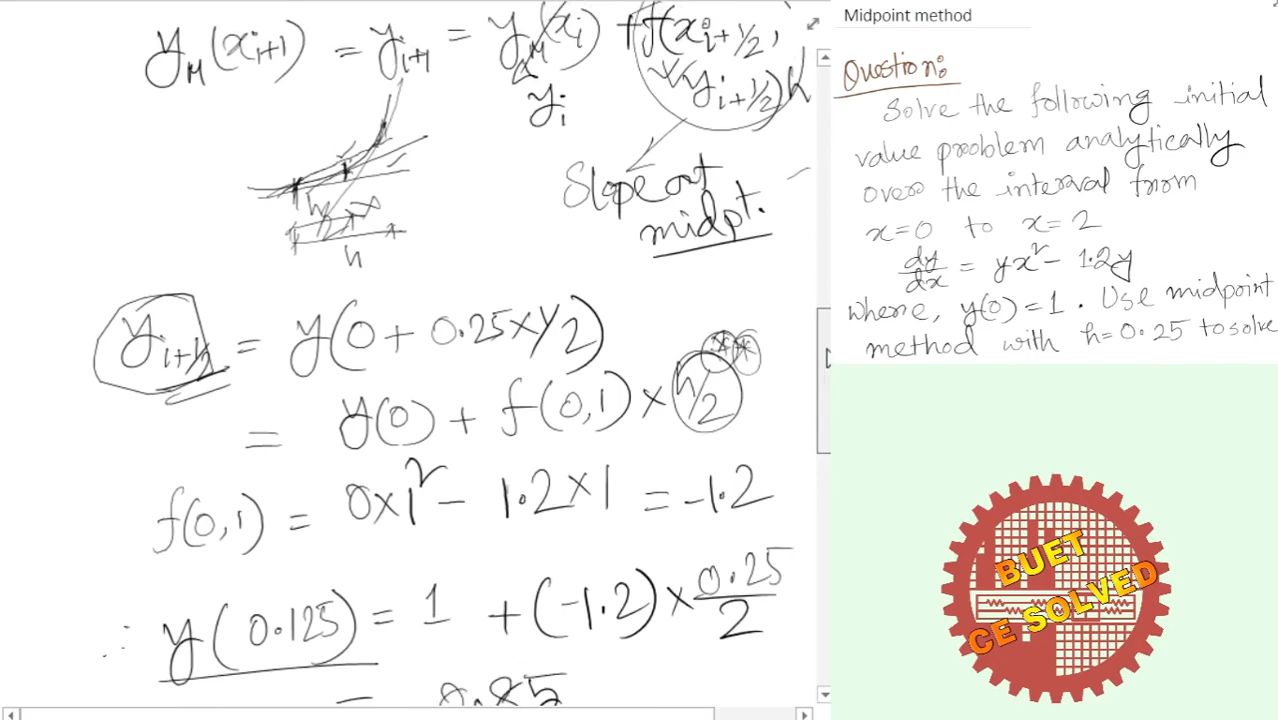 y_M(x_{i+1}) = y_{i+1} = y_M(x_i) + f(x_{i+1/2},
y_{i+1/2})h
y_i
h
Slope out
midpt.
y_{i+1/2} = y(0 + 0.25×1/2)
= y(0) + f(0,1) × h/2 **
f(0,1) = 0×1² - 1.2×1 = -1.2
∴ y(0.125) = 1 + (-1.2) × 0.25/2
= 0.85
Midpoint method
Question:
Solve the following initial
value problem analytically
over the interval from
x=0 to x=2
dy/dx = yx² - 1.2y
where, y(0)=1. Use midpoint
method with h=0.25 to solve
BUET
CE SOLVED